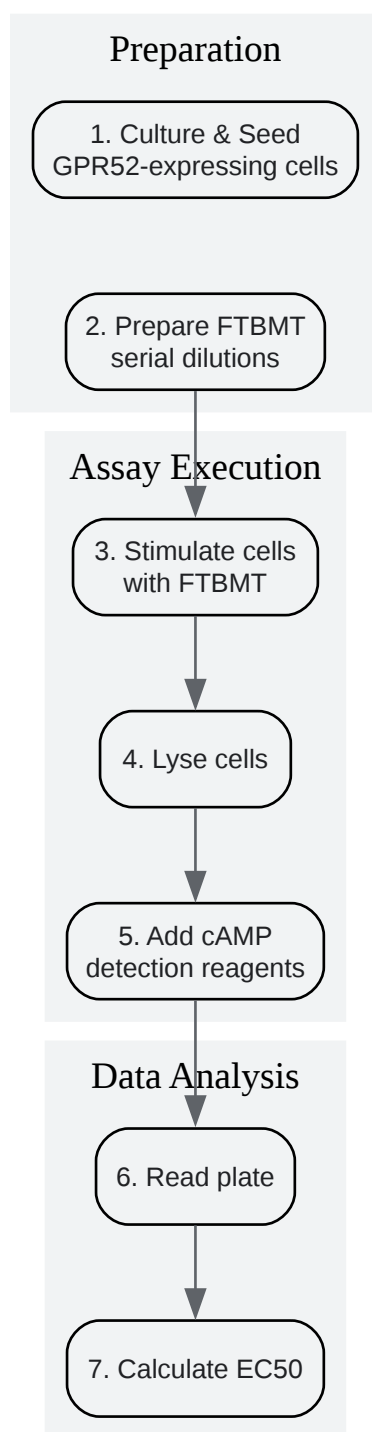 Preparation
1. Culture & Seed
GPR52-expressing cells
2. Prepare FTBMT
serial dilutions
Assay Execution
3. Stimulate cells
with FTBMT
4. Lyse cells
5. Add cAMP
detection reagents
Data Analysis
6. Read plate
7. Calculate EC50